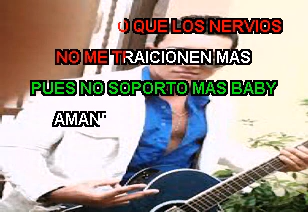 QUE LOS NERVIOS
NO ME TRAICIONEN MAS
PUES NO SOPORTO MAS BABY
AMAN"